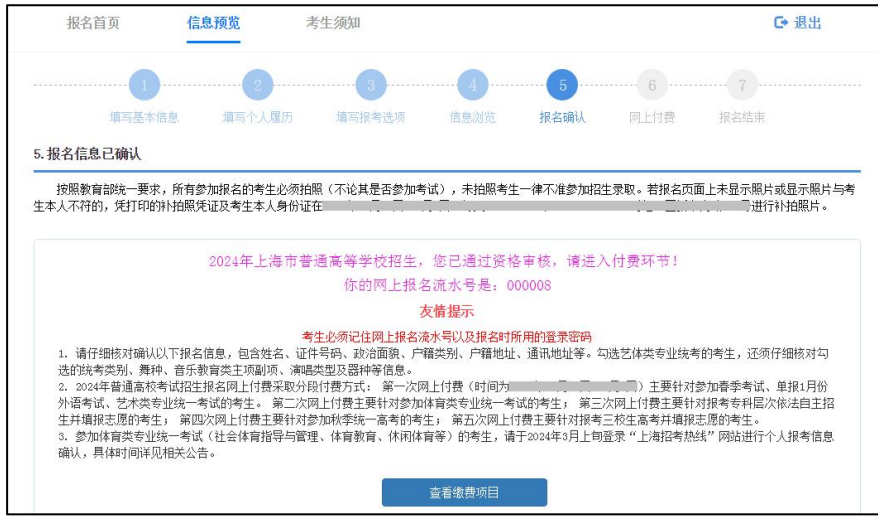 报名首页 信息预览 考生须知 退出
1 2 3 4 5 6 7
填写基本信息 填写个人履历 填写报考选项 信息浏览 报名确认 网上付费 报名结束
5.报名信息已确认
按照教育部统一要求，所有参加报名的考生必须拍照（不论其是否参加考试），未拍照考生一律不准参加招生录取。若报名页面上未显示照片或显示照片与考
生本人不符的，凭打印的补拍照凭证及考生本人身份证在 进行补拍照片。
2024年上海市普通高等学校招生，您已通过资格审核，请进入付费环节！
你的网上报名流水号是：000008
友情提示
考生必须记住网上报名流水号以及报名时所用的登录密码
1. 请仔细核对确认以下报名信息，包含姓名、证件号码、政治面貌、户籍类别、户籍地址、通讯地址等。勾选艺体类专业统考的考生，还须仔细核对勾
选的统考类别、舞种、音乐教育类主项副项、演唱类型及器种等信息。
2. 2024年普通高校考试招生报名网上付费采取分段付费方式： 第一次网上付费（时间为 ）主要针对参加春季考试、单报1月份
外语考试、艺术类专业统一考试的考生。 第二次网上付费主要针对参加体育类专业统一考试的考生； 第三次网上付费主要针对报考专科层次依法自主招
生并填报志愿的考生； 第四次网上付费主要针对参加秋季统一高考的考生； 第五次网上付费主要针对报考三校生高考并填报志愿的考生。
3. 参加体育类专业统一考试（社会体育指导与管理、体育教育、休闲体育等）的考生，请于2024年3月上旬登录“上海招考热线”网站进行个人报考信息
确认，具体时间详见相关公告。
查看缴费项目